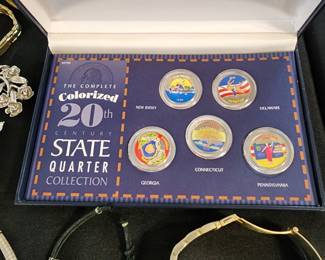 THE COMPLETE
Colorized
20th
CENTURY
STATE
QUARTER
COLLECTION
NEW JERSEY
DELAWARE
GEORGIA
CONNECTICUT
PENNSYLVANIA